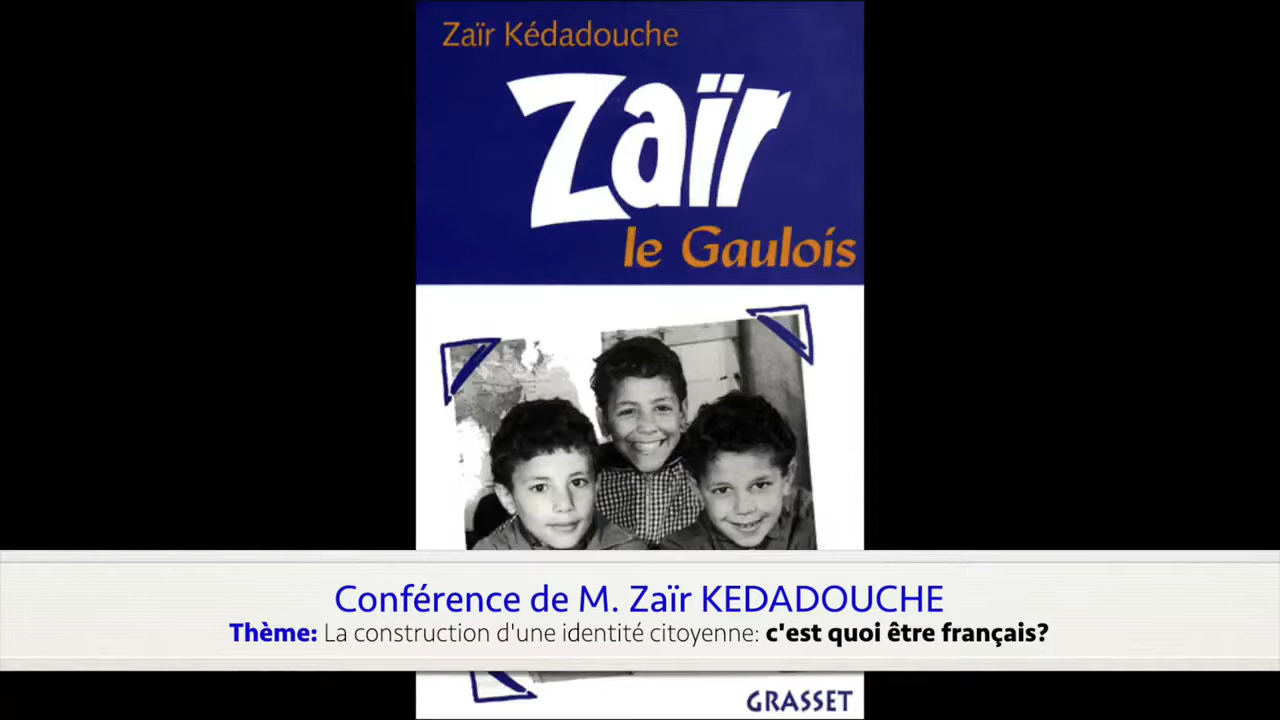 Zaïr Kédadouche
Zaïr
le Gaulois
Conférence de M. Zaïr KEDADOUCHE
Thème: La construction d'une identité citoyenne: c'est quoi être français?
GRASSET